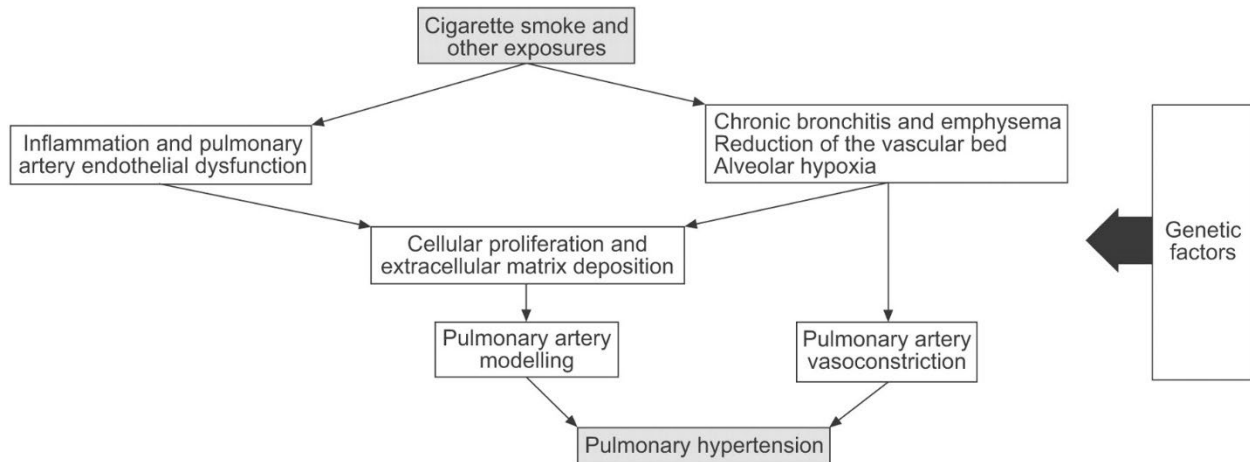 Cigarette smoke and
other exposures
Inflammation and pulmonary
artery endothelial dysfunction
Chronic bronchitis and emphysema
Reduction of the vascular bed
Alveolar hypoxia
Genetic
factors
Cellular proliferation and
extracellular matrix deposition
Pulmonary artery
modelling
Pulmonary artery
vasoconstriction
Pulmonary hypertension